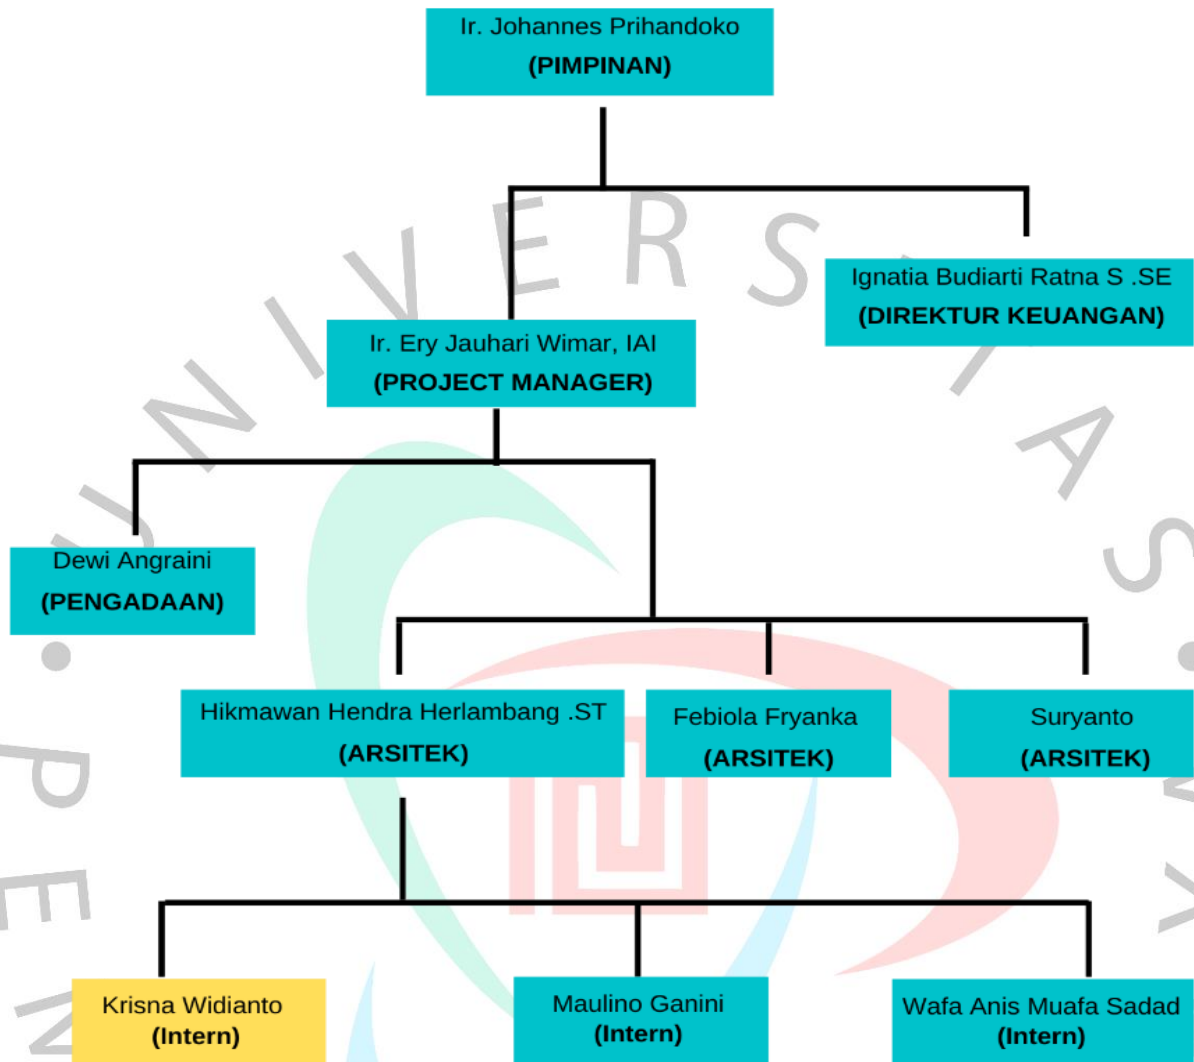 Ir. Johannes Prihandoko
(PIMPINAN)
Ignatia Budiarti Ratna S .SE
(DIREKTUR KEUANGAN)
Ir. Ery Jauhari Wimar, IAI
(PROJECT MANAGER)
Dewi Angraini
(PENGADAAN)
Hikmawan Hendra Herlambang .ST
(ARSITEK)
Febiola Fryanka
(ARSITEK)
Suryanto
(ARSITEK)
Krisna Widianto
(Intern)
Maulino Ganini
(Intern)
Wafa Anis Muafa Sadad
(Intern)
UNIVERSITAS
PEN